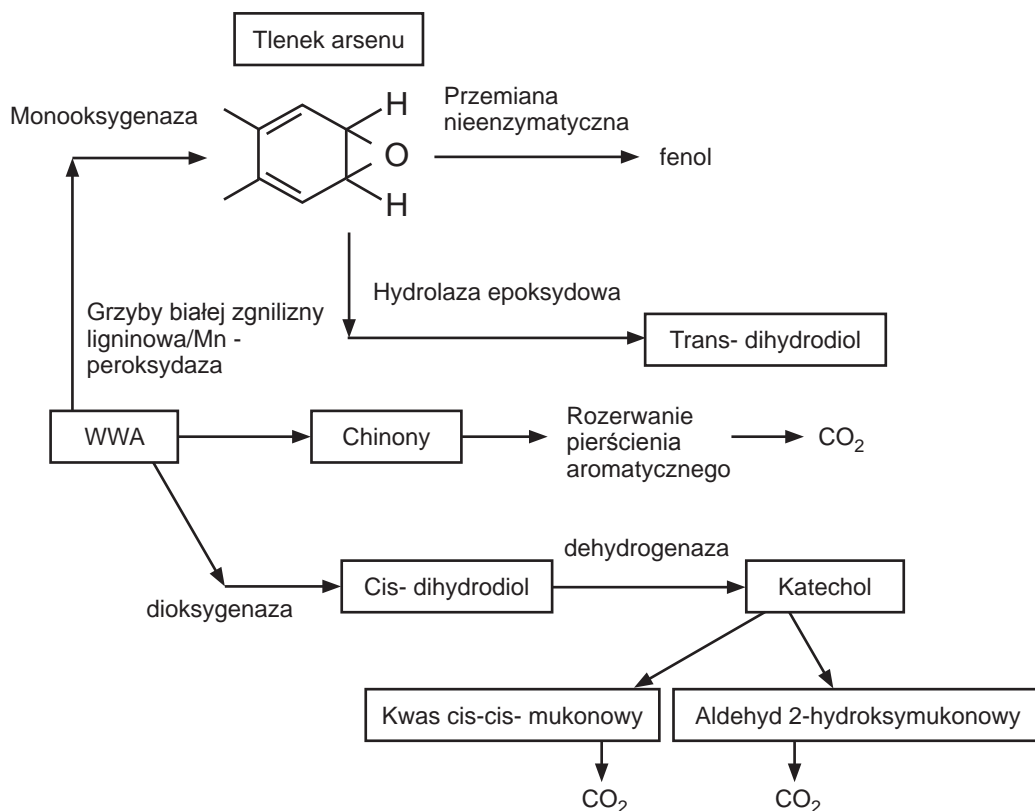 Tlenek arsenu
Monooksygenaza
H
O
H
Przemiana
nieenzymatyczna
fenol
Hydrolaza epoksydowa
Trans- dihydrodiol
Grzyby białej zgnilizny
ligninowa/Mn -
peroksydaza
WWA
Chinony
Rozerwanie
pierścienia
aromatycznego
CO₂
dioksygenaza
Cis- dihydrodiol
dehydrogenaza
Katechol
Kwas cis-cis- mukonowy
Aldehyd 2-hydroksymukonowy
CO₂
CO₂